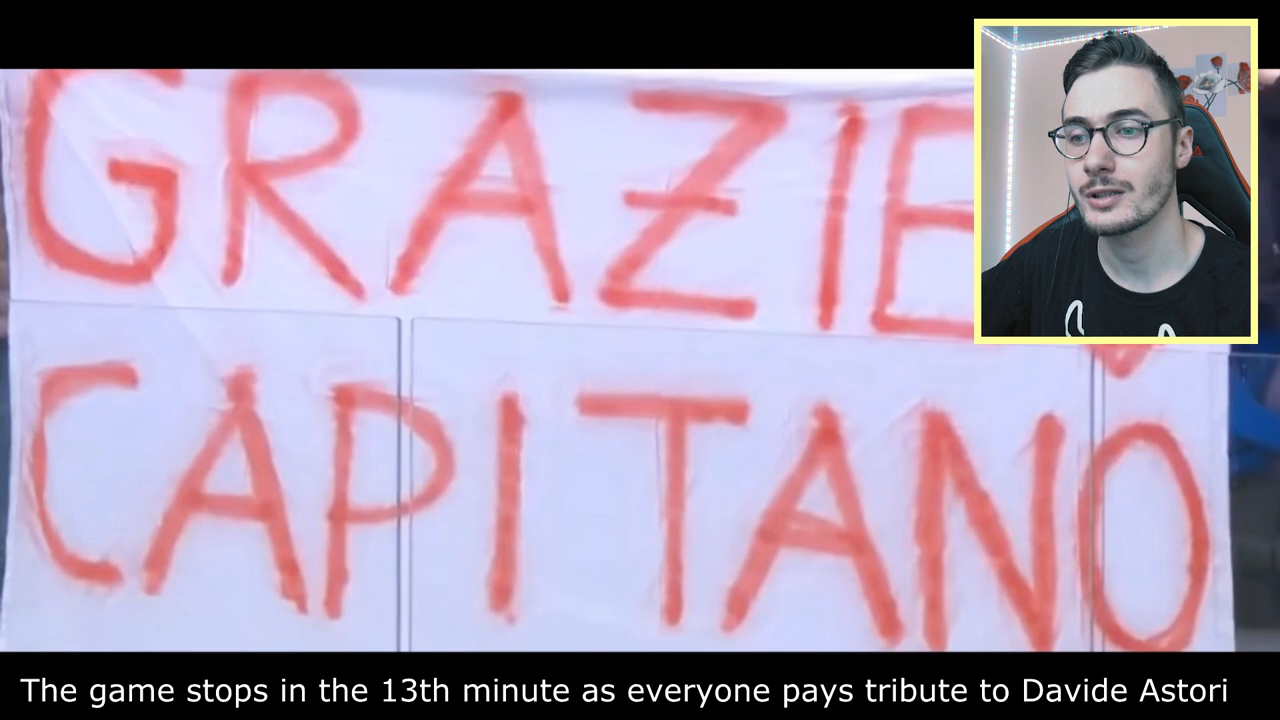 GRAZIE
CAPITANO
The game stops in the 13th minute as everyone pays tribute to Davide Astori